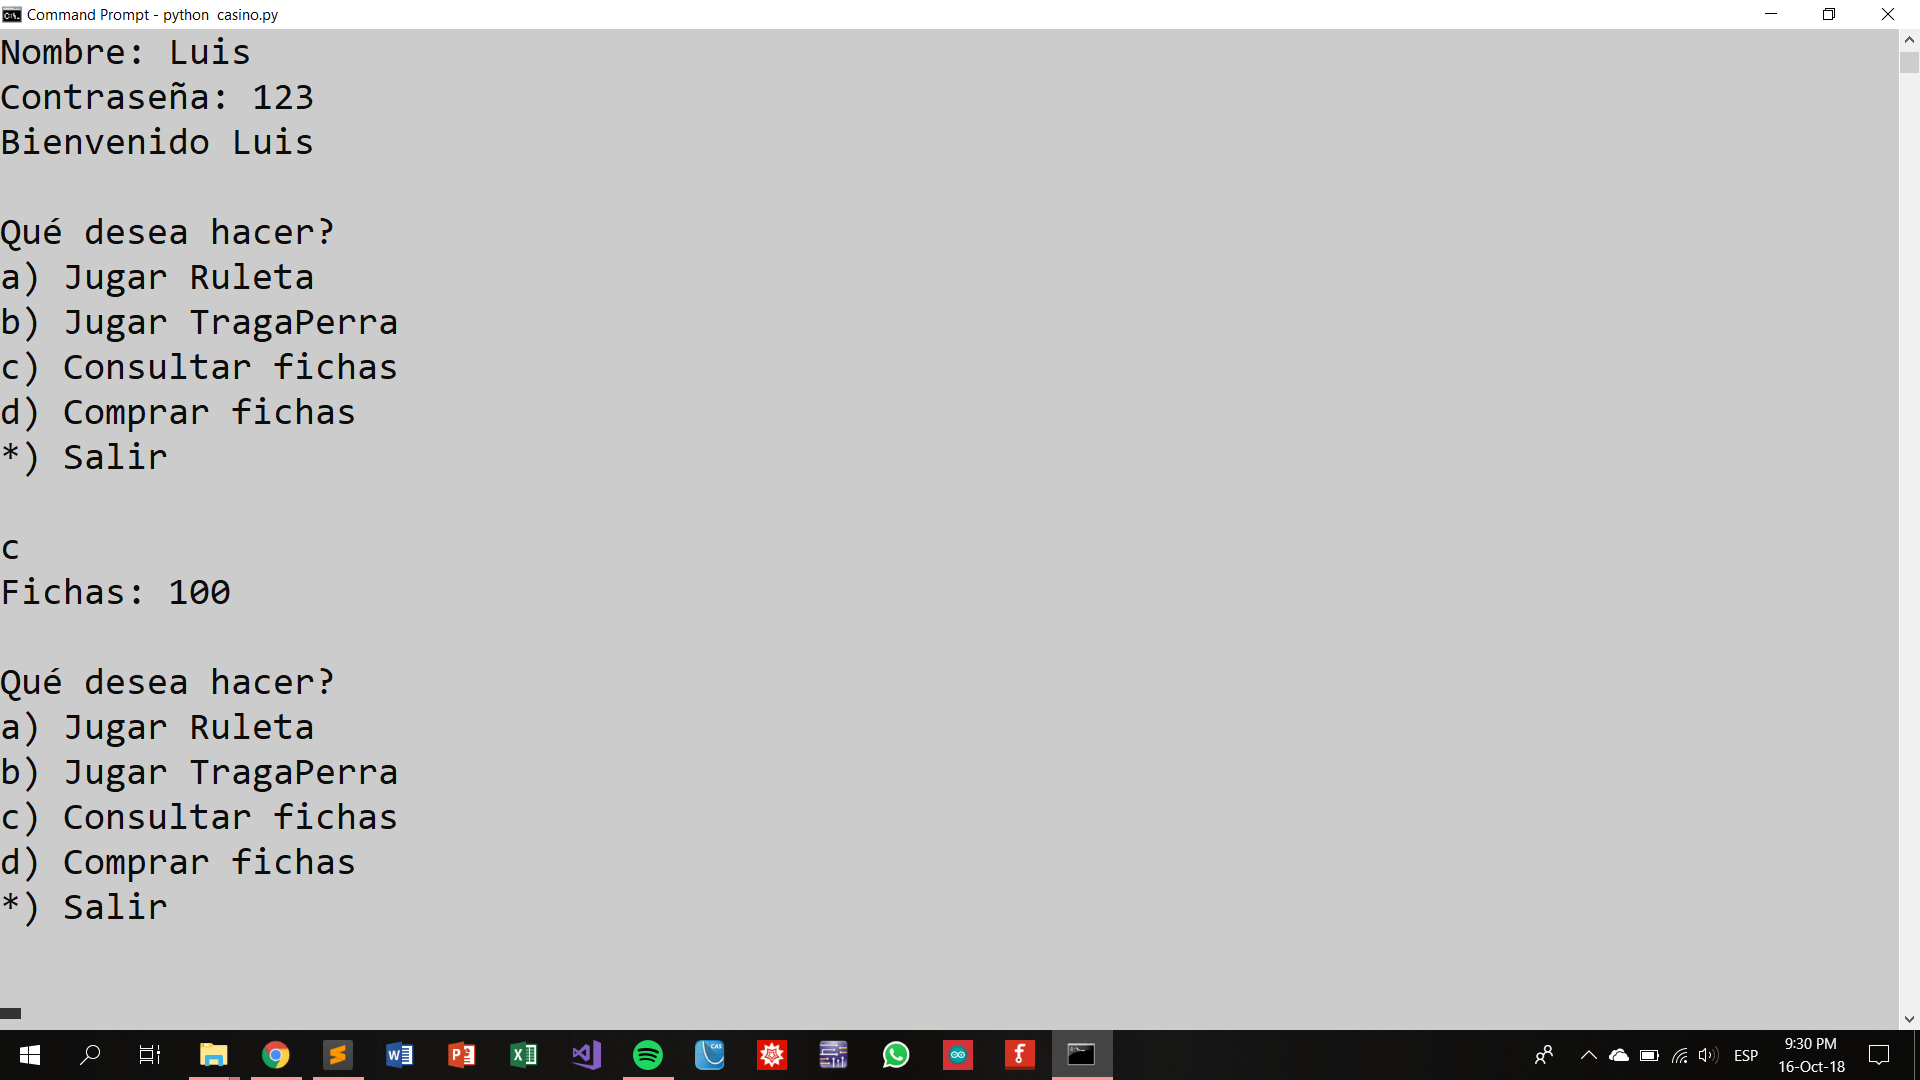 Command Prompt - python  casino.py
Nombre: Luis
Contraseña: 123
Bienvenido Luis
Qué desea hacer?
a) Jugar Ruleta
b) Jugar TragaPerra
c) Consultar fichas
d) Comprar fichas
*) Salir
c
Fichas: 100
Qué desea hacer?
a) Jugar Ruleta
b) Jugar TragaPerra
c) Consultar fichas
d) Comprar fichas
*) Salir
ESP
9:30 PM
16-Oct-18